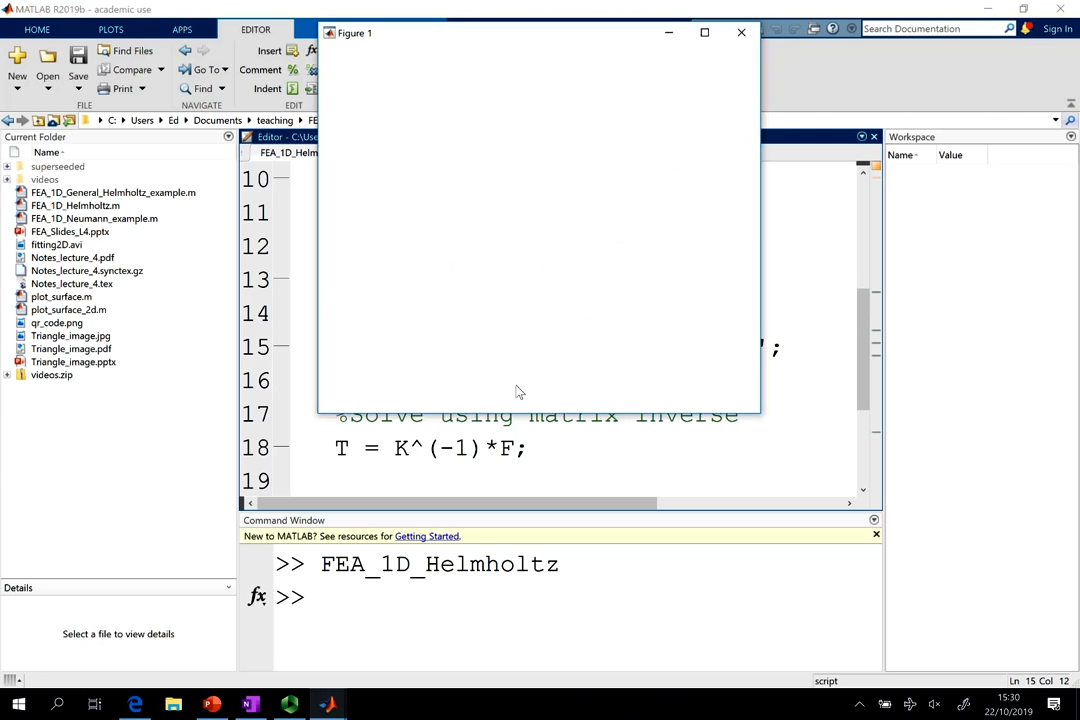 MATLAB R2019b - academic use
HOME PLOTS APPS EDITOR
Figure 1
Search Documentation Sign In
New Open Save
Find Files
Compare
Print
Go To
Find
Insert
Comment
Indent
FILE NAVIGATE EDIT
C: Users Ed Documents teaching
Current Folder
Name
superseeded
videos
FEA_1D_General_Helmholtz_example.m
FEA_1D_Helmholtz.m
FEA_1D_Neumann_example.m
FEA_Slides_L4.pptx
fitting2D.avi
Notes_lecture_4.pdf
Notes_lecture_4.synctex.gz
Notes_lecture_4.tex
plot_surface.m
plot_surface_2d.m
qr_code.png
Triangle_image.jpg
Triangle_image.pdf
Triangle_image.pptx
videos.zip
Details
Select a file to view details
Editor - C:\Use
FEA_1D_Helm
10
11
12
13
14
15 ';
16
17 %Solve using matrix inverse
18 T = K^(-1)*F;
19
Workspace
Name Value
Command Window
New to MATLAB? See resources for Getting Started.
>> FEA_1D_Helmholtz
fx >>
script Ln 15 Col 12
15:30
22/10/2019